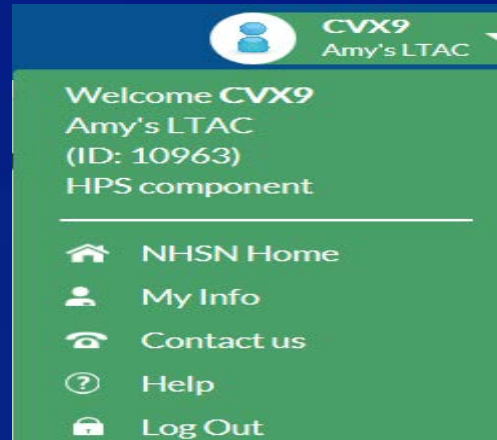 CVX9
Amy's LTAC
Welcome CVX9
Amy's LTAC
(ID: 10963)
HPS component
NHSN Home
My Info
Contact us
? Help
Log Out